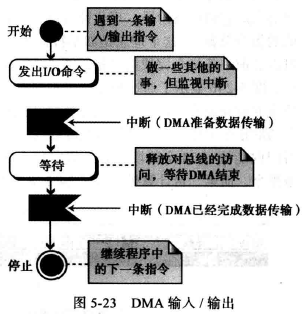 开始
遇到一条输
入/输出指令
发出I/O命令
做一些其他的
事，但监视中断
中断（DMA准备数据传输）
等待
释放对总线的访
问，等待DMA结束
中断（DMA已经完成数据传输）
停止
继续程序中
的下一条指令
图 5-23 DMA 输入 / 输出